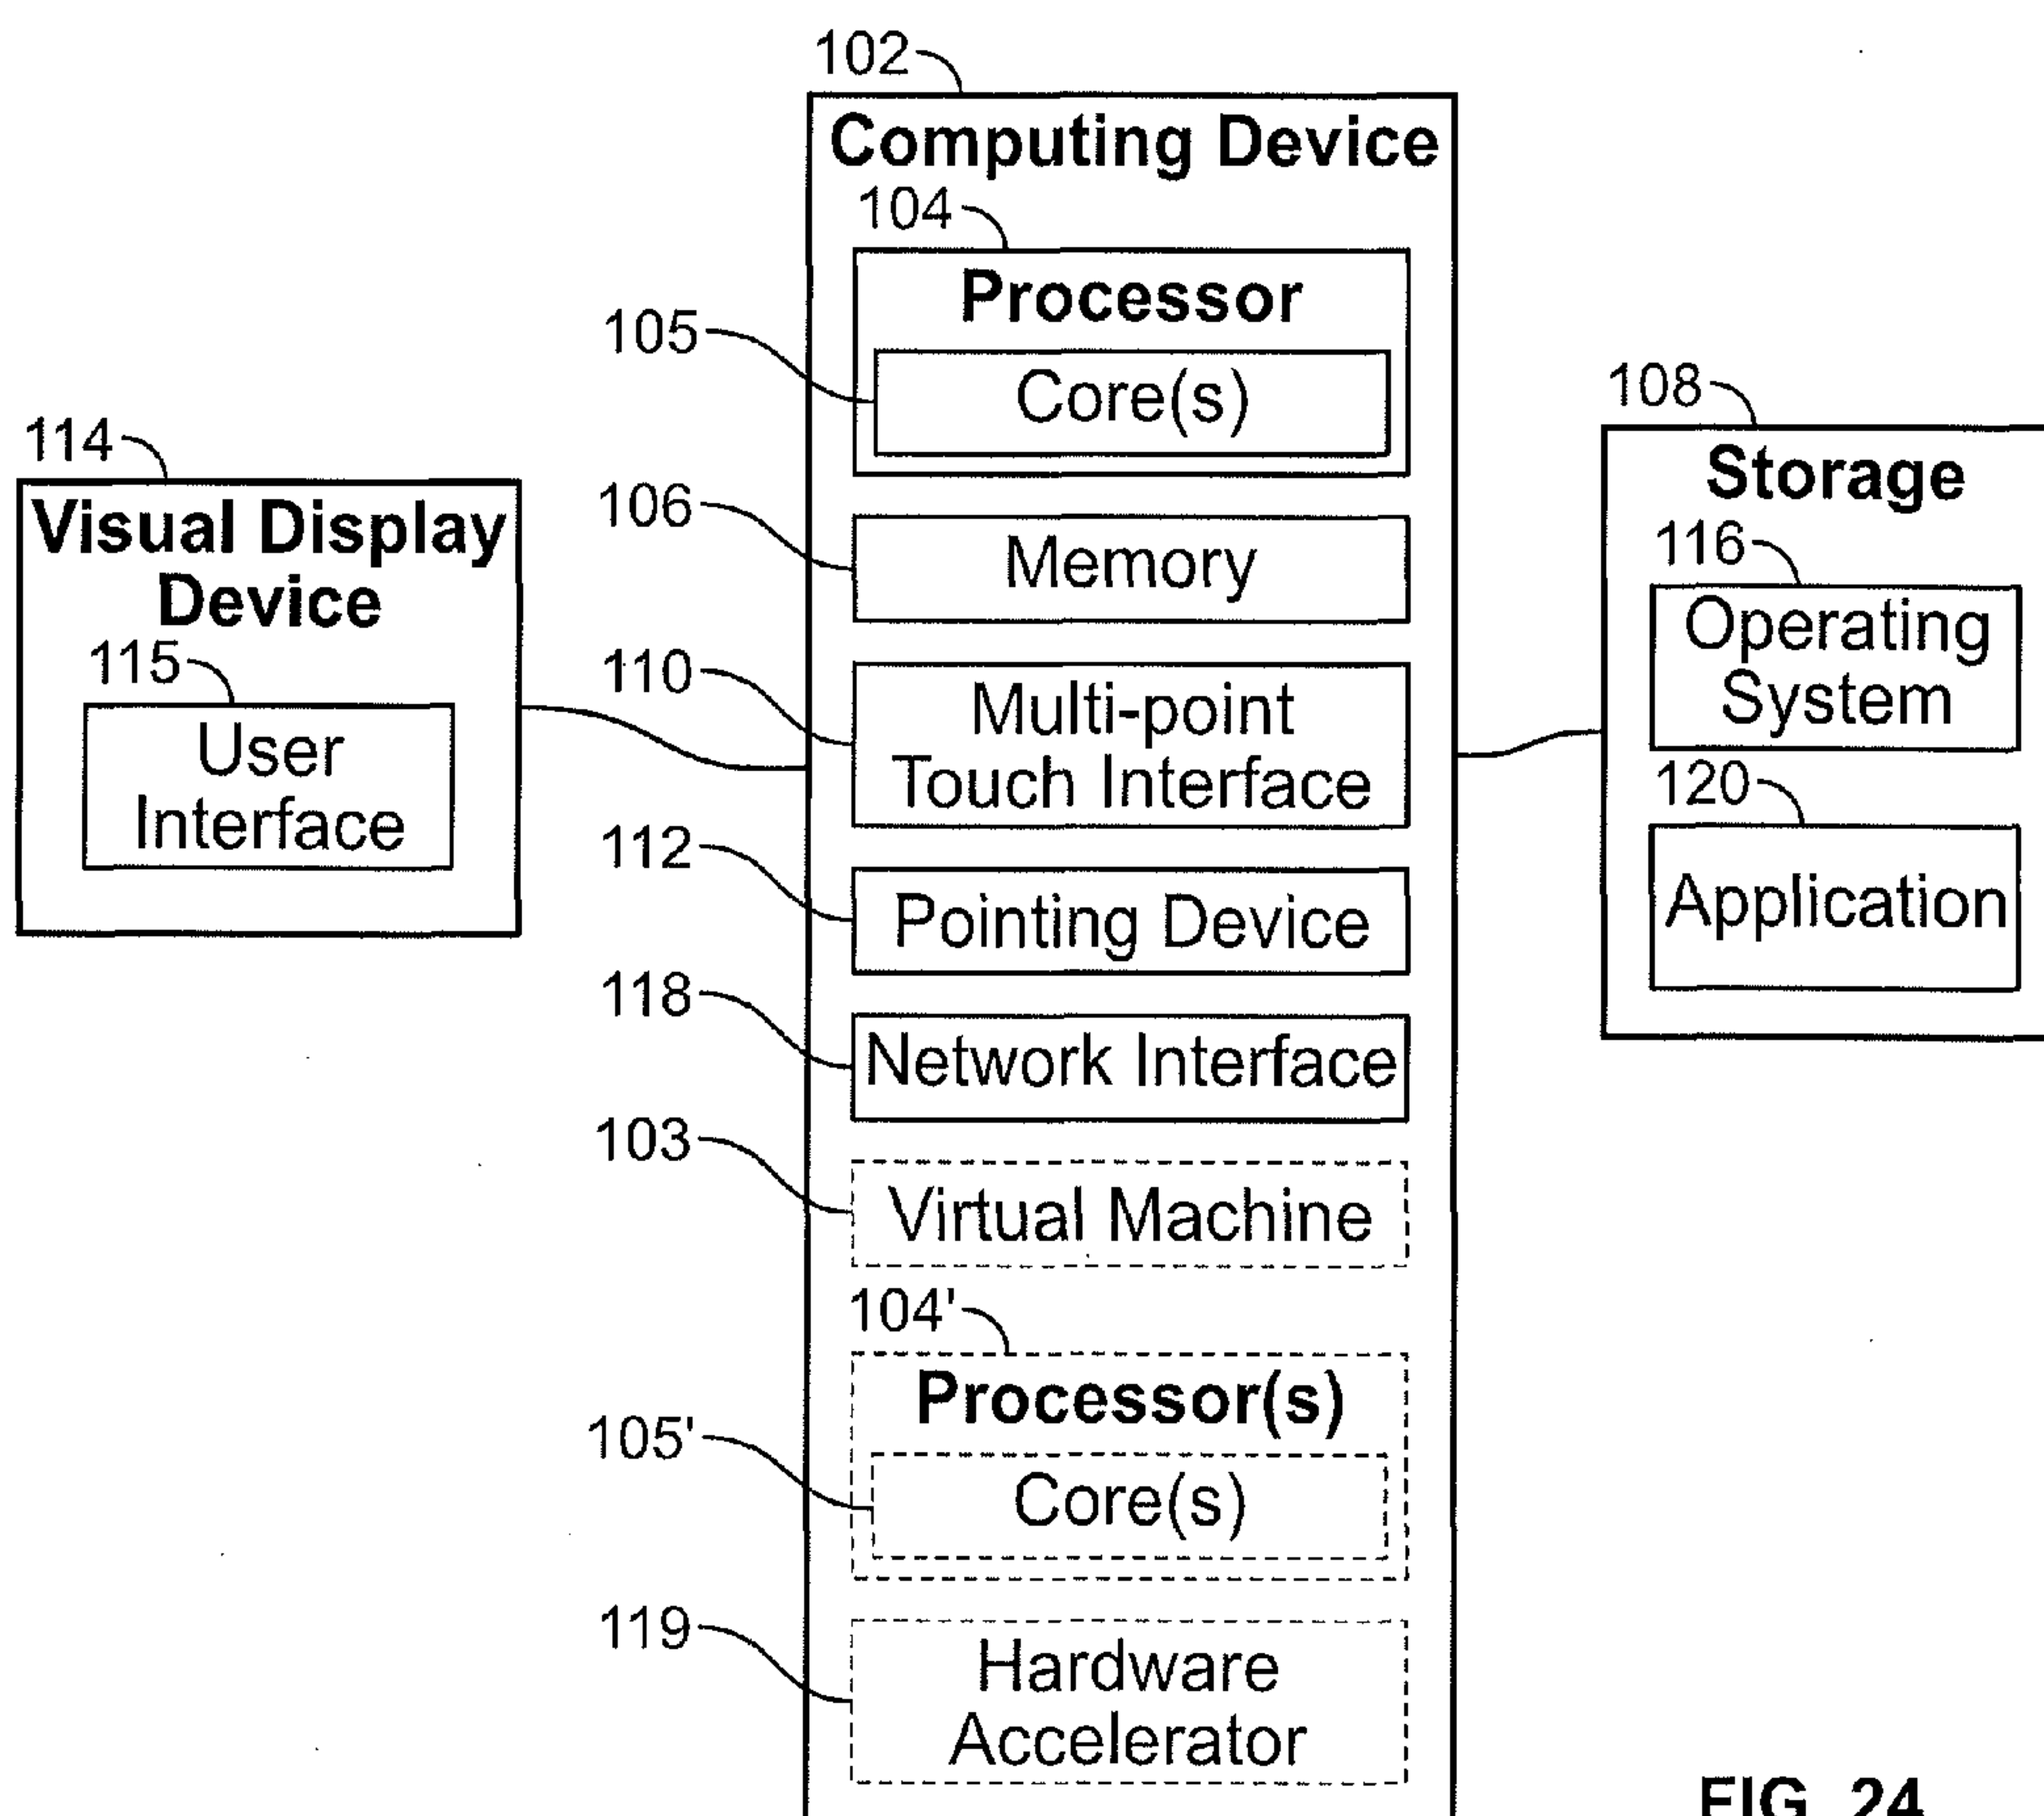 102
Computing Device
104
Processor
105
Core(s)
106
Memory
110
Multi-point
Touch Interface
112
Pointing Device
118
Network Interface
103
Virtual Machine
104'
Processor(s)
105'
Core(s)
119
Hardware
Accelerator
114
Visual Display
Device
115
User
Interface
108
Storage
116
Operating
System
120
Application
FIG. 24